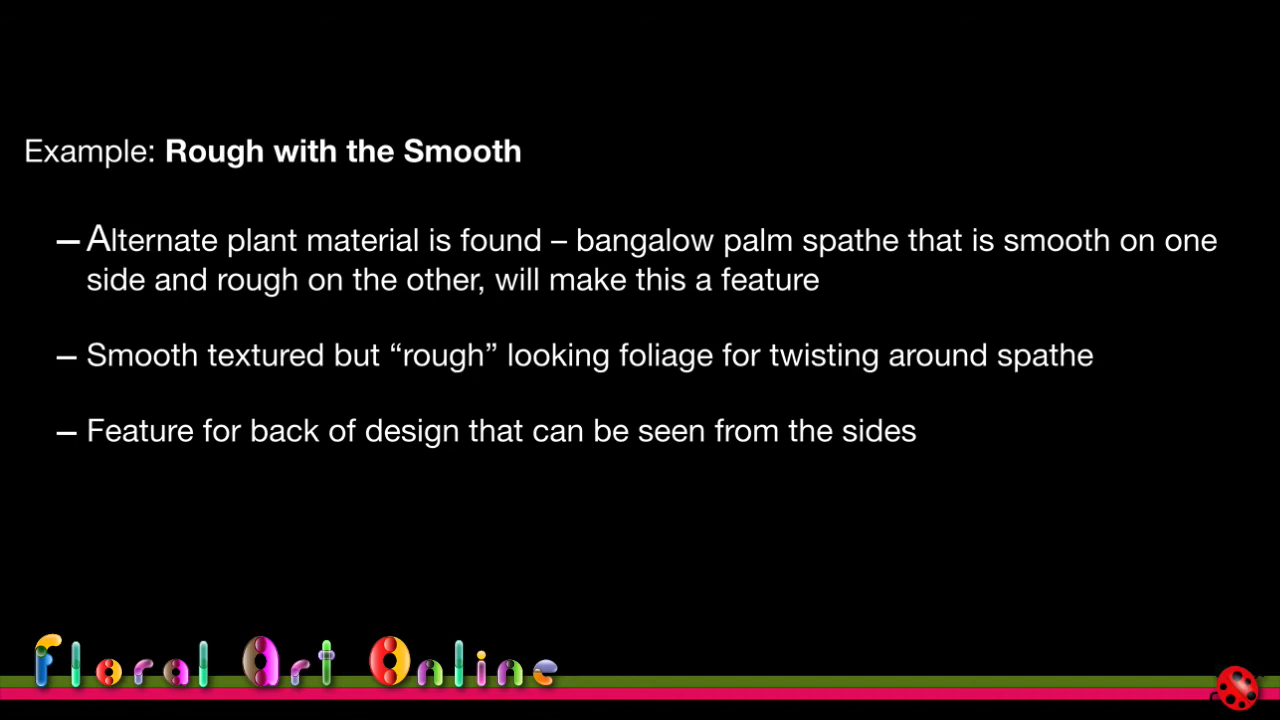 Example: Rough with the Smooth
– Alternate plant material is found – bangalow palm spathe that is smooth on one
side and rough on the other, will make this a feature
– Smooth textured but “rough” looking foliage for twisting around spathe
– Feature for back of design that can be seen from the sides
Floral Art Online